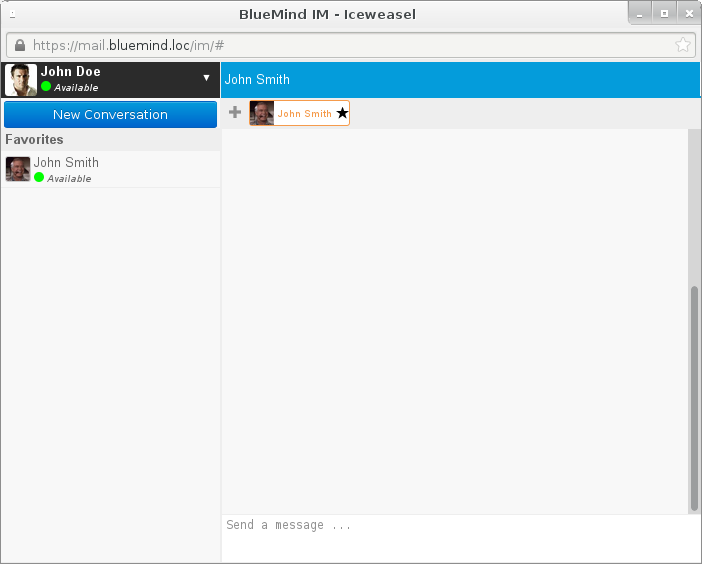 BlueMind IM - Iceweasel
https://mail.bluemind.loc/im/#
John Doe
Available
John Smith
New Conversation
John Smith
Favorites
John Smith
Available
Send a message ...